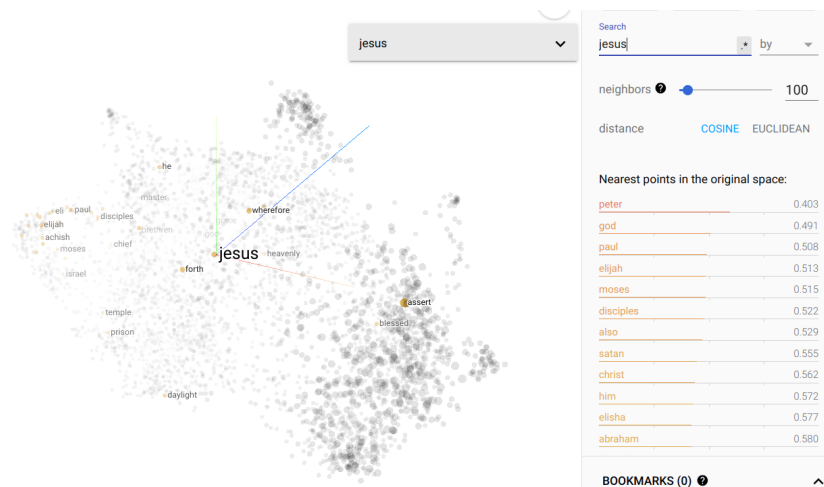 jesus
Search
jesus
.*
by
neighbors
100
distance
COSINE
EUCLIDEAN
Nearest points in the original space:
peter 0.403
god 0.491
paul 0.508
elijah 0.513
moses 0.515
disciples 0.522
also 0.529
satan 0.555
christ 0.562
him 0.572
elisha 0.577
abraham 0.580
BOOKMARKS (0)
he
master
eli
paul
disciples
wherefore
elijah
brethren
achish
chief
moses
jesus
heavenly
israel
forth
assert
temple
blessed
prison
daylight